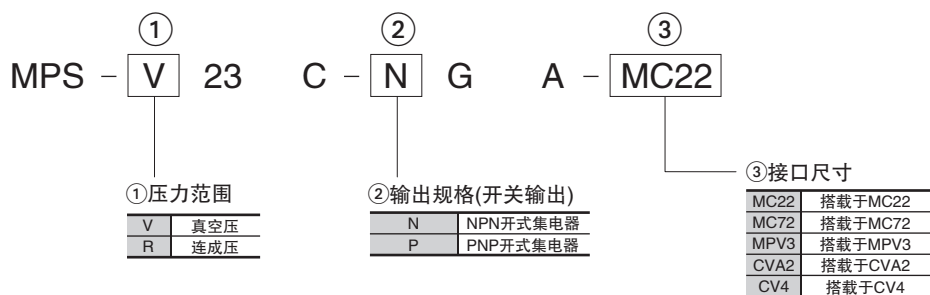 ① ② ③
MPS – V 23 C – N G A – MC22
①压力范围
V 真空压
R 连成压
②输出规格(开关输出)
N NPN开式集电器
P PNP开式集电器
③接口尺寸
MC22 搭载于MC22
MC72 搭载于MC72
MPV3 搭载于MPV3
CVA2 搭载于CVA2
CV4 搭载于CV4